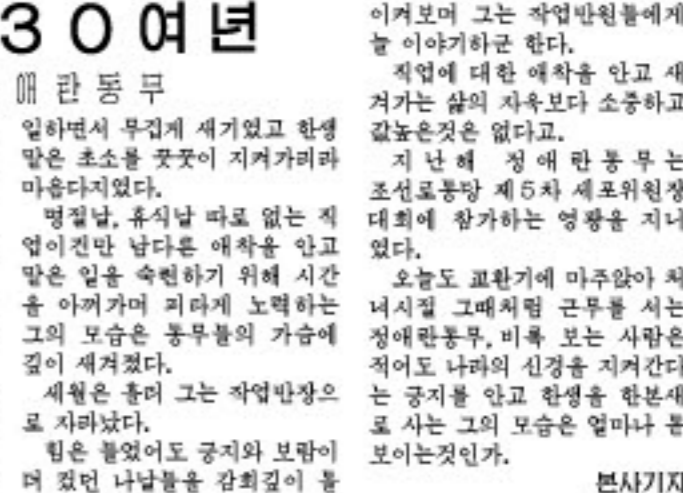 30여년
애란동무
일하면서 무겁게 새기였고 한생
맡은 초소를 꿋꿋이 지켜가리라
마음다지였다.
명절날, 휴식날 따로 없는 직
업이건만 남다른 애착을 안고
맡은 일을 숙련하기 위해 시간
을 아껴가며 피타게 노력하는
그의 모습은 동무들의 가슴에
깊이 새겨졌다.
세월은 흘러 그는 작업반장으
로 자라났다.
힘은 들었어도 긍지와 보람이
더 컸던 나날들을 감회깊이 돌
이켜보며 그는 작업반원들에게
늘 이야기하군 한다.
직업에 대한 애착을 안고 새
겨가는 삶의 자욱보다 소중하고
값높은것은 없다고.
지난해 정애란동무는
조선로동당 제5차 세포위원장
대회에 참가하는 영광을 지니
였다.
오늘도 교환기에 마주앉아 처
녀시절 그때처럼 근무를 서는
정애란동무, 비록 보는 사람은
적어도 나라의 신경을 지켜간다
는 긍지를 안고 한생을 한본새
로 사는 그의 모습은 얼마나 돋
보이는것인가.
본사기자